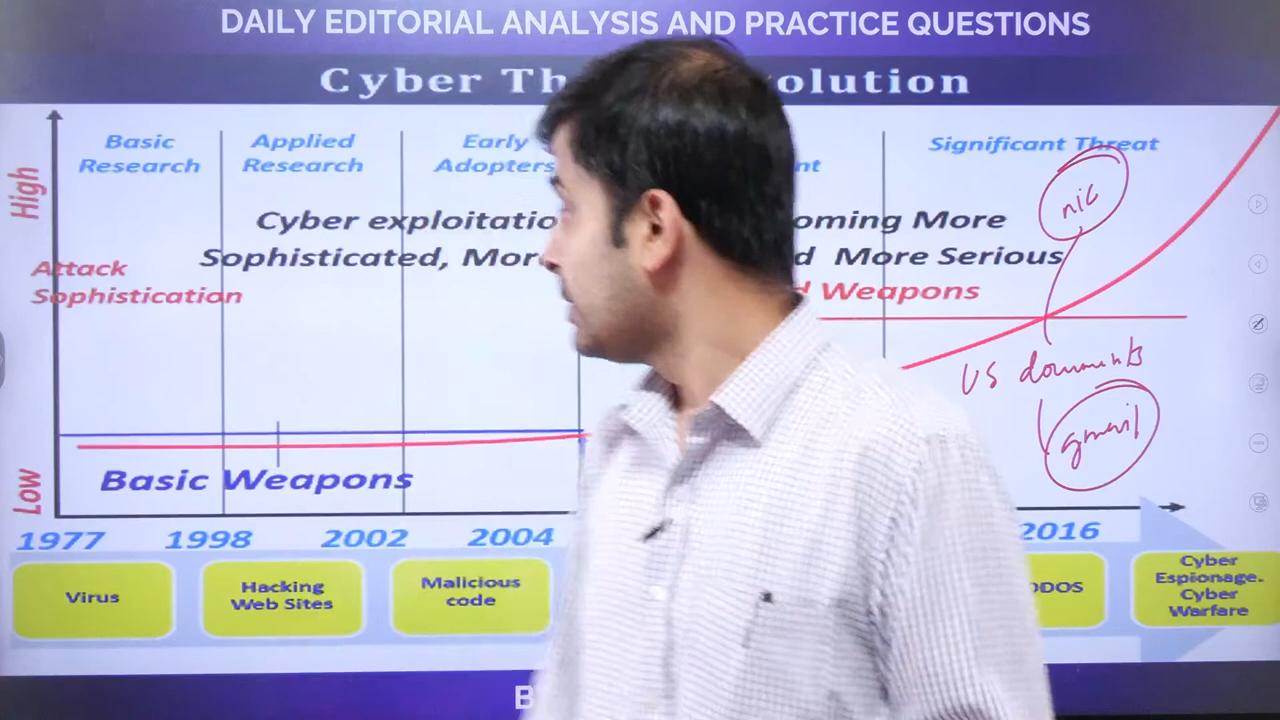 DAILY EDITORIAL ANALYSIS AND PRACTICE QUESTIONS
Cyber Th olution
Basic
Research
Applied
Research
Early
Adopters
nt
Significant Threat
nic
High
Cyber exploitatio oming More
Sophisticated, Mor d More Serious
Attack
Sophistication
Weapons
US documents
gmail
Low
Basic Weapons
1977 1998 2002 2004 2016
Virus
Hacking
Web Sites
Malicious
code
DDOS
Cyber
Espionage.
Cyber
Warfare
B